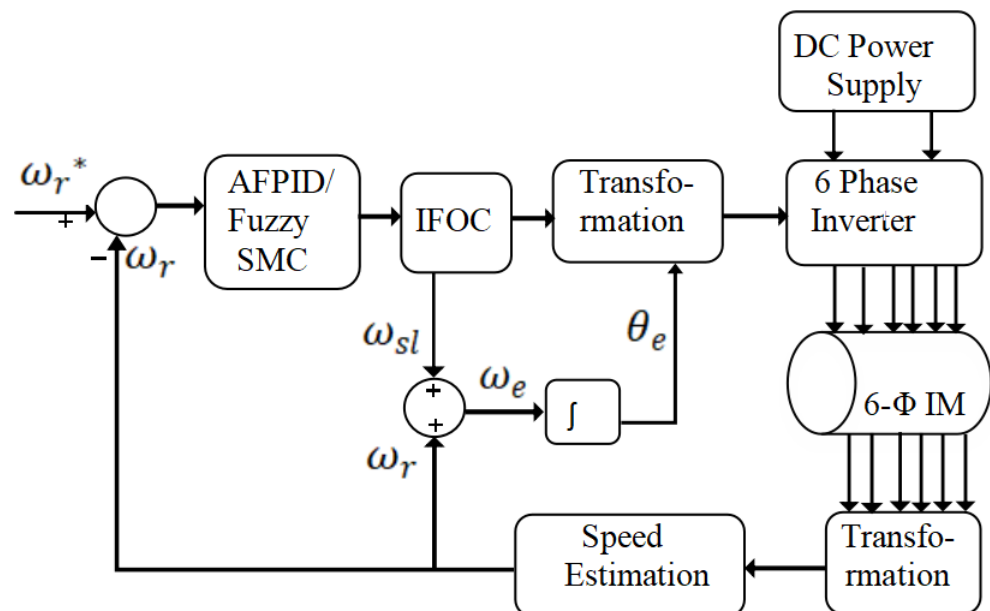 DC Power
Supply
ωr*
+
-
ωr
AFPID/
Fuzzy
SMC
IFOC
Transfo-
rmation
6 Phase
Inverter
ωsl
+
+
ωr
ωe
∫
θe
6-Φ IM
Speed
Estimation
Transfo-
rmation